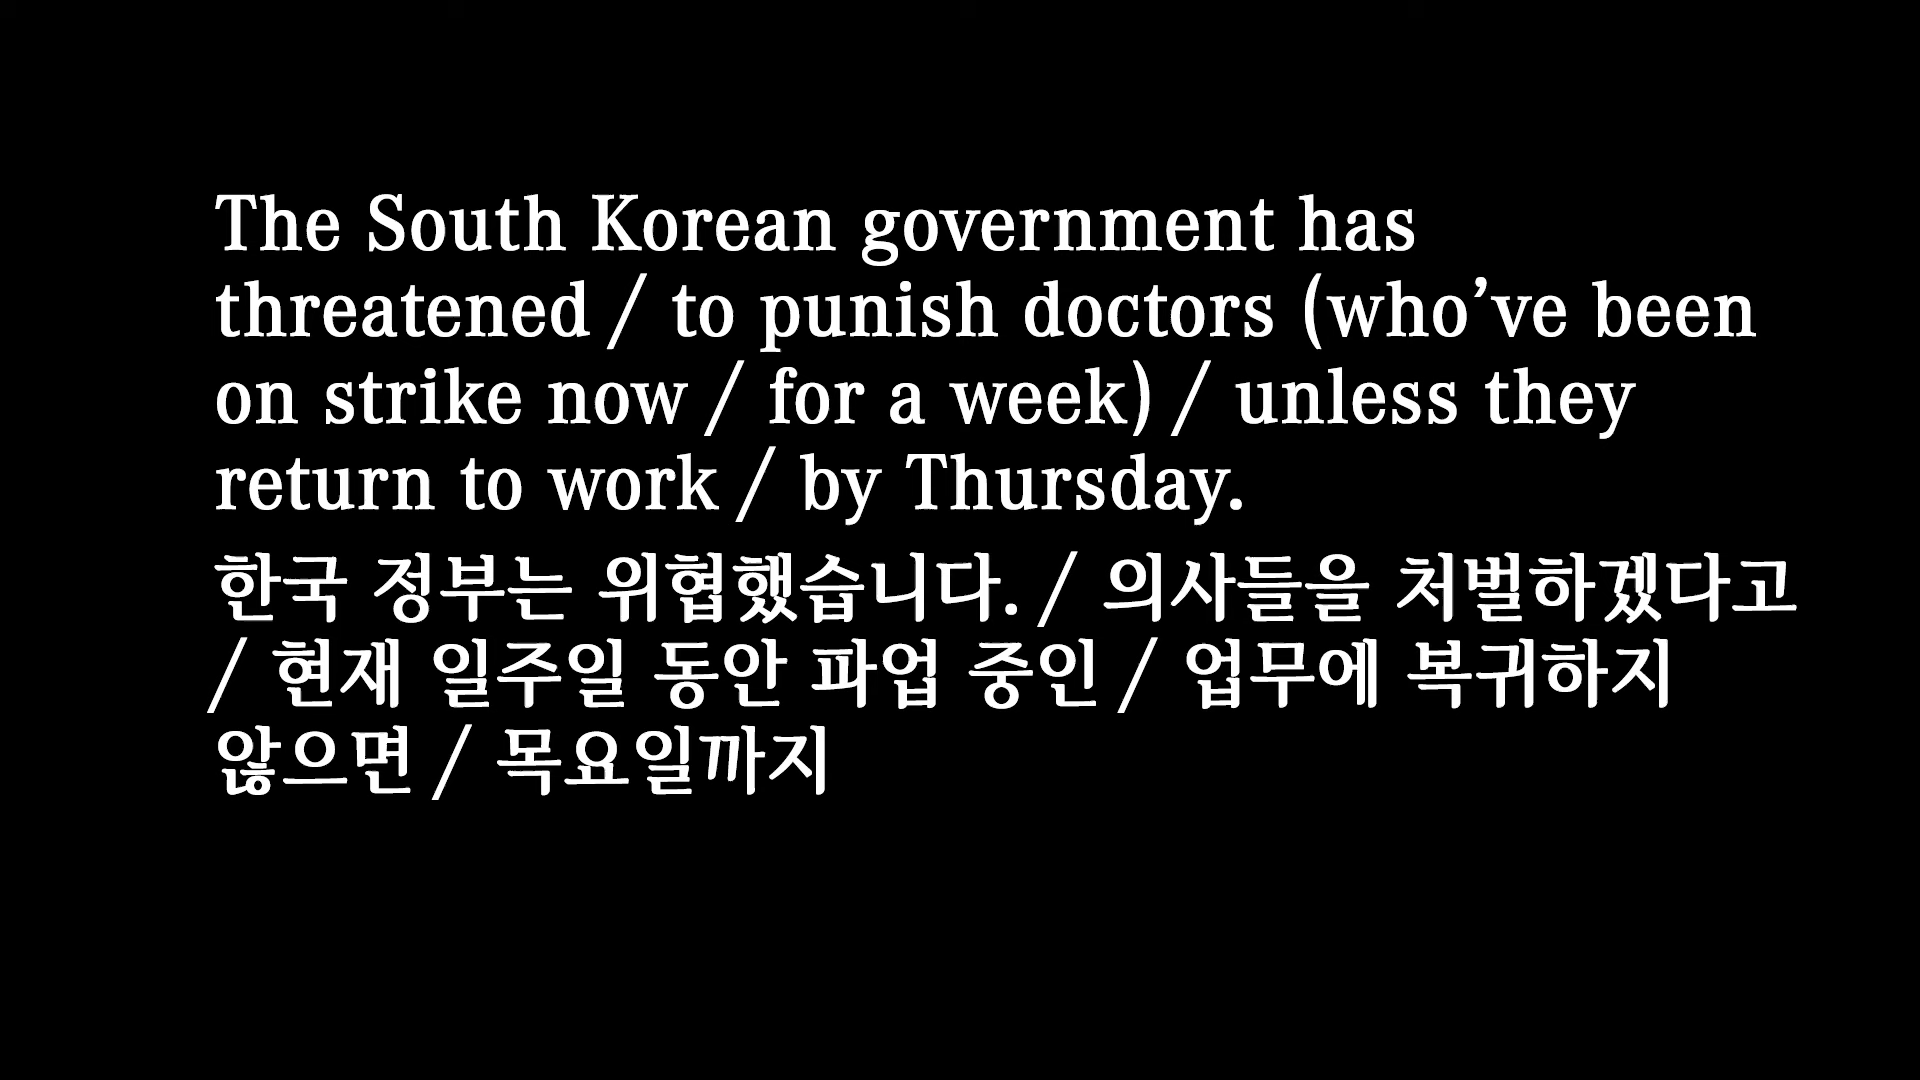 The South Korean government has
threatened / to punish doctors (who’ve been
on strike now / for a week) / unless they
return to work / by Thursday.
한국 정부는 위협했습니다. / 의사들을 처벌하겠다고
/ 현재 일주일 동안 파업 중인 / 업무에 복귀하지
않으면 / 목요일까지